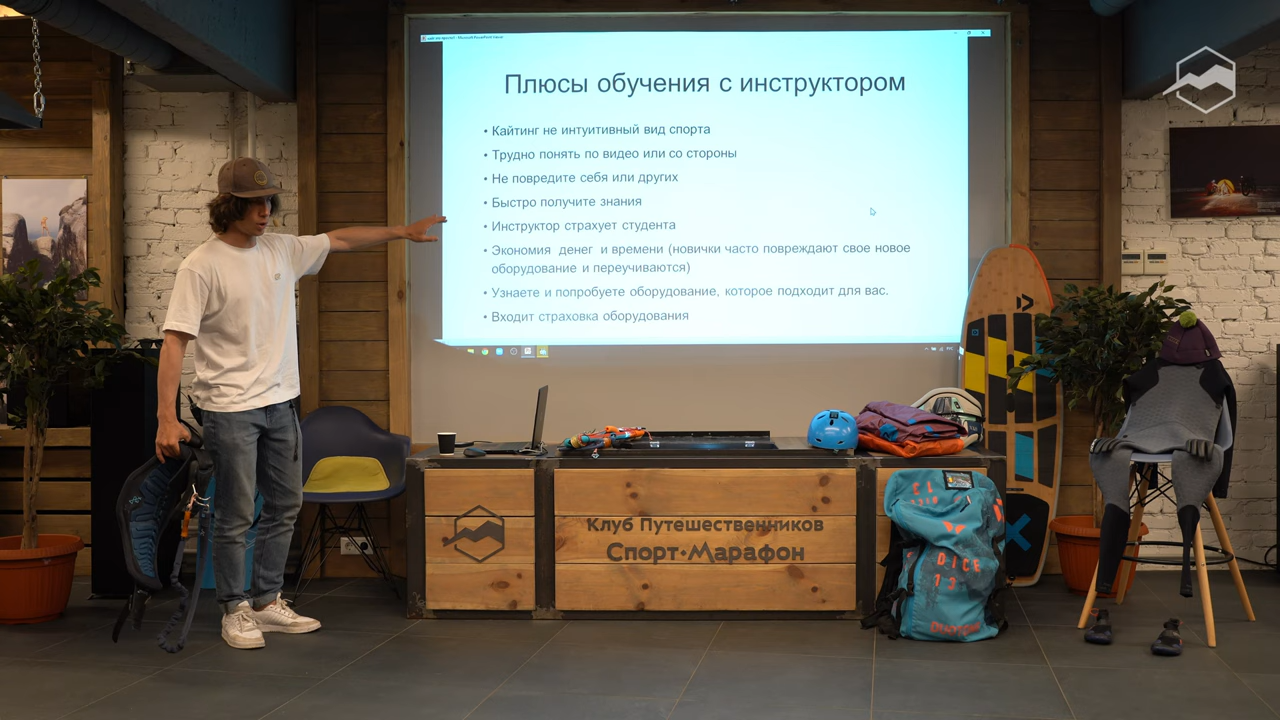 Плюсы обучения с инструктором
• Кайтинг не интуитивный вид спорта
• Трудно понять по видео или со стороны
• Не повредите себя или других
• Быстро получите знания
• Инструктор страхует студента
• Экономия денег и времени (новички часто повреждают свое новое
оборудование и переучиваются)
• Узнаете и попробуете оборудование, которое подходит для вас.
• Входит страховка оборудования
Клуб Путешественников
Спорт-Марафон
DICE
13
DUOTONE